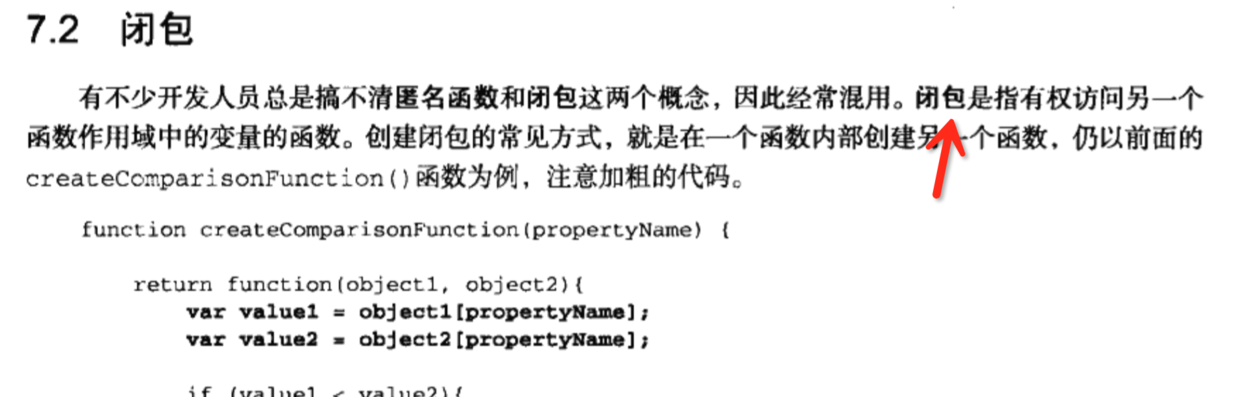 7.2 闭包
有不少开发人员总是搞不清匿名函数和闭包这两个概念，因此经常混用。闭包是指有权访问另一个
函数作用域中的变量的函数。创建闭包的常见方式，就是在一个函数内部创建另一个函数，仍以前面的
createComparisonFunction()函数为例，注意加粗的代码。
function createComparisonFunction(propertyName) {
return function(object1, object2){
var value1 = object1[propertyName];
var value2 = object2[propertyName];
if (value1 < value2){